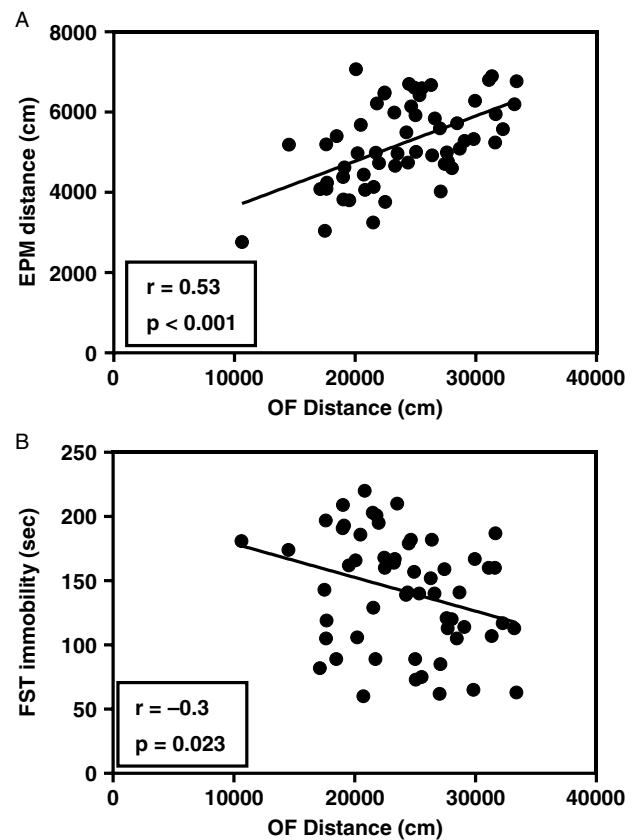 A
8000
6000
4000
2000
0
EPM distance (cm)
r = 0.53
p < 0.001
0 10000 20000 30000 40000
OF Distance (cm)
B
250
200
150
100
50
0
FST immobility (sec)
r = –0.3
p = 0.023
0 10000 20000 30000 40000
OF Distance (cm)